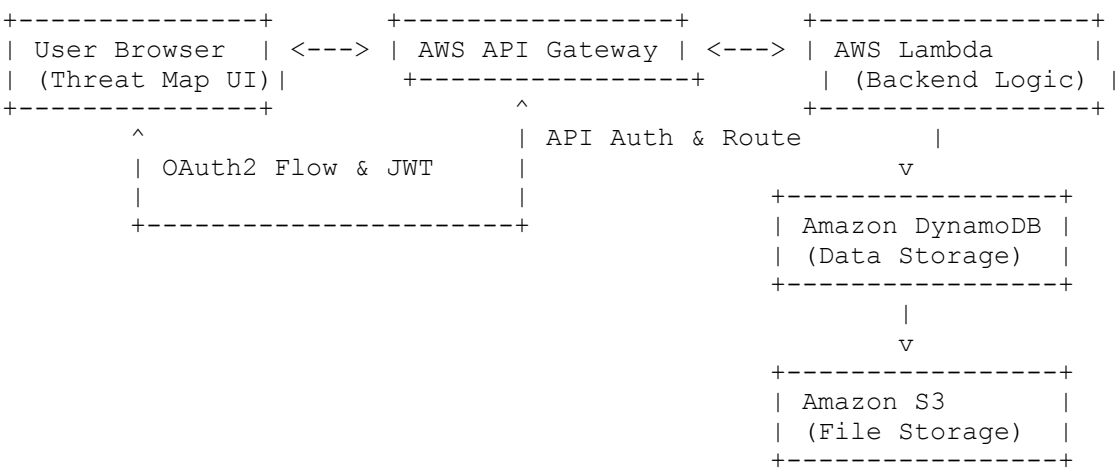 User Browser <---> AWS API Gateway <---> AWS Lambda
(Threat Map UI) (Backend Logic)
API Auth & Route
OAuth2 Flow & JWT
Amazon DynamoDB
(Data Storage)
Amazon S3
(File Storage)